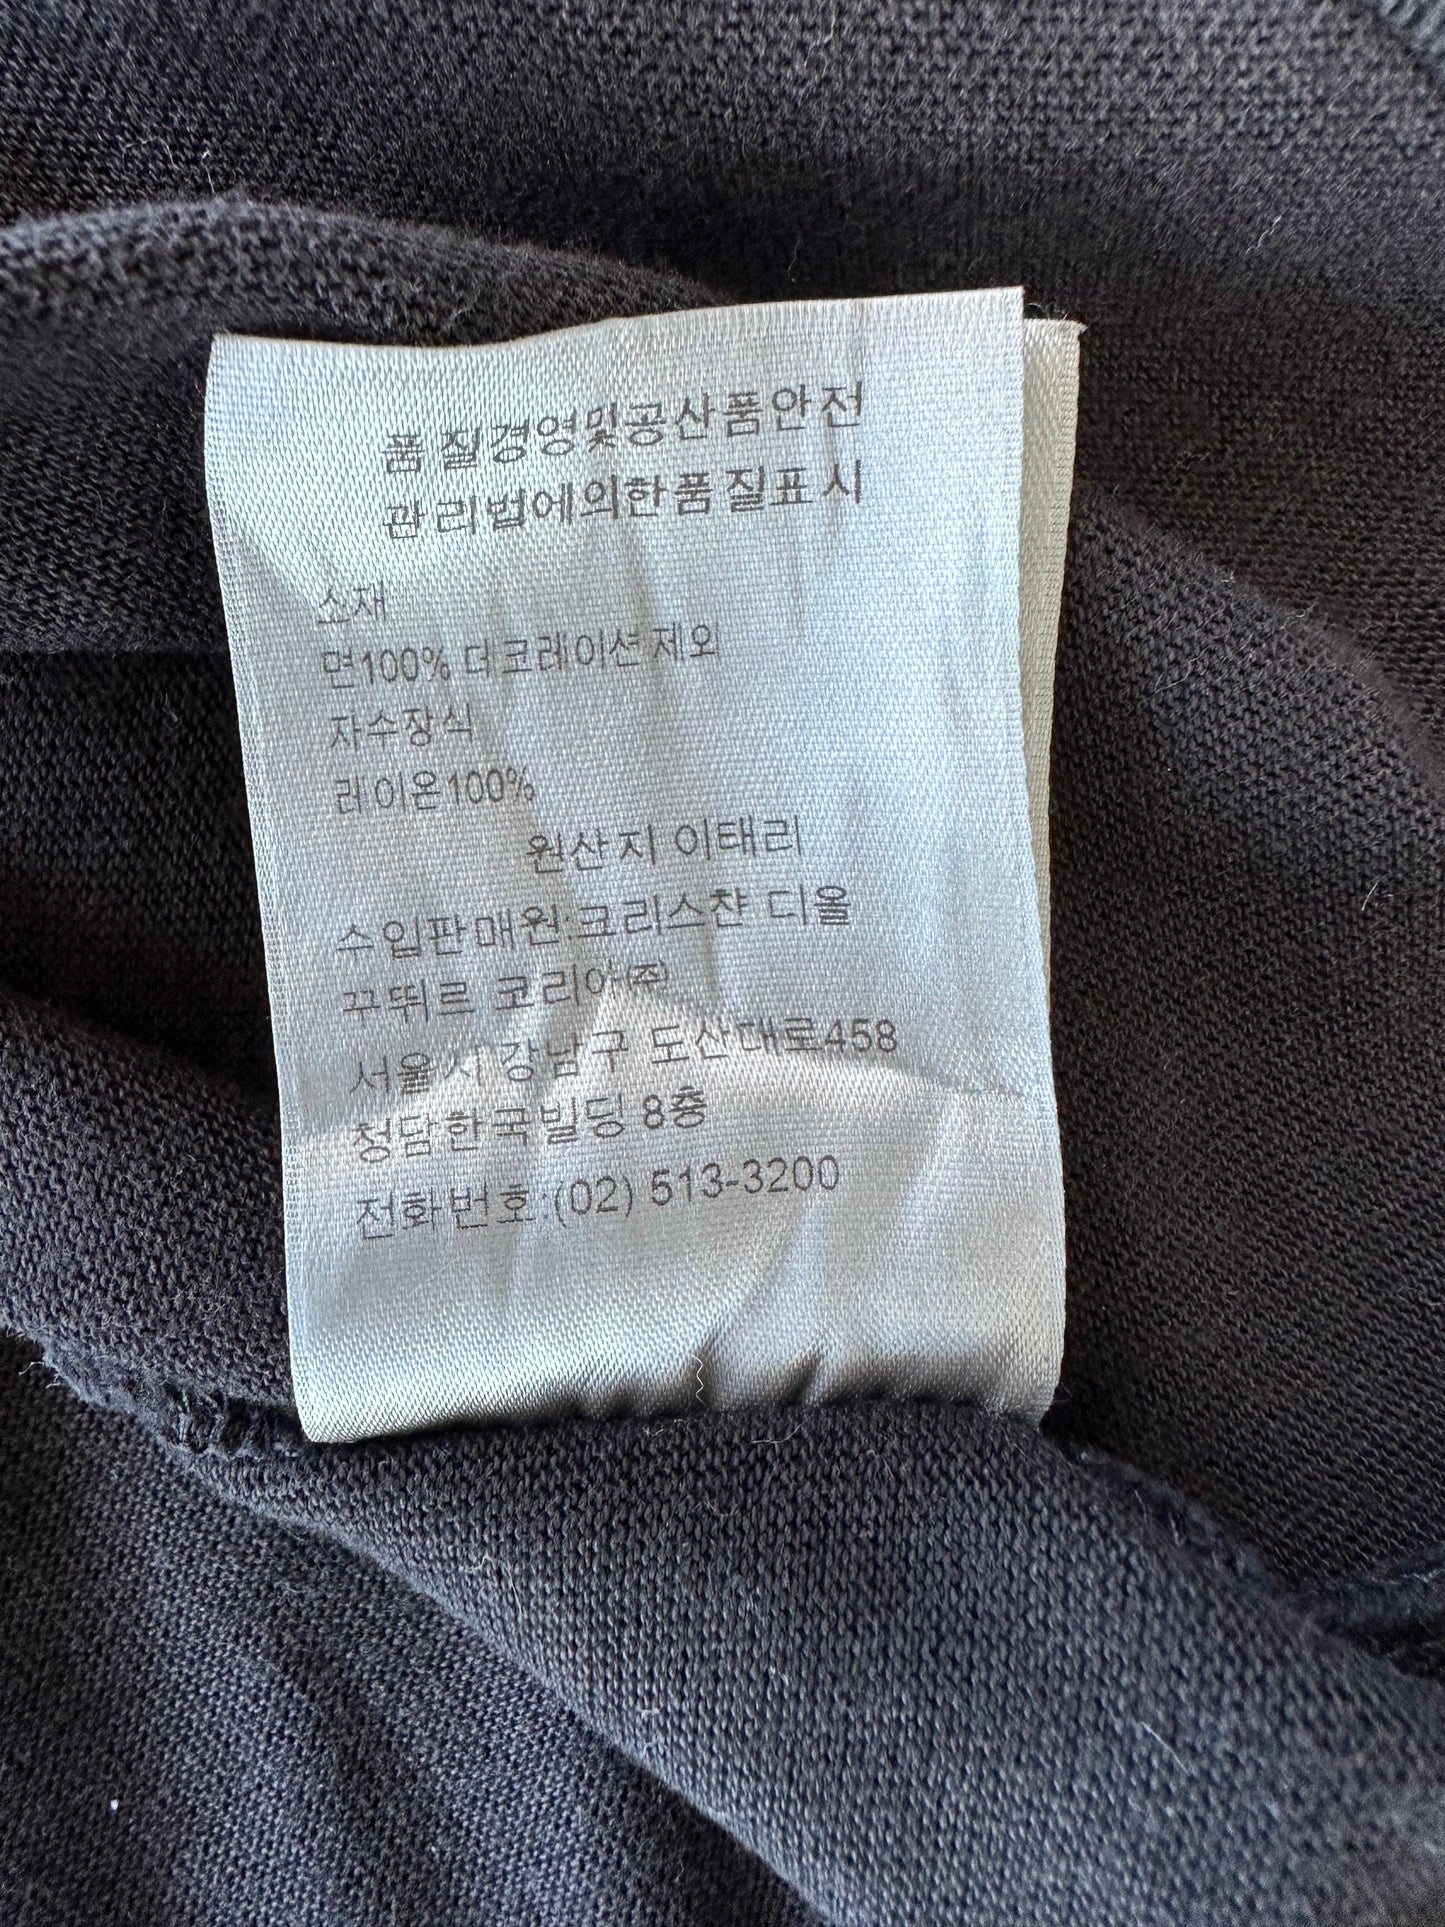 품질경영및공산품안전
관리법에의한품질표시
소재
면100% 더코레이션 제외
자수장식
레이온100%
원산지 이태리
수입판매원:크리스챤 디올
꾸뛰르 코리아㈜
서울시 강남구 도산대로458
청담한국빌딩 8층
전화번호:(02) 513-3200